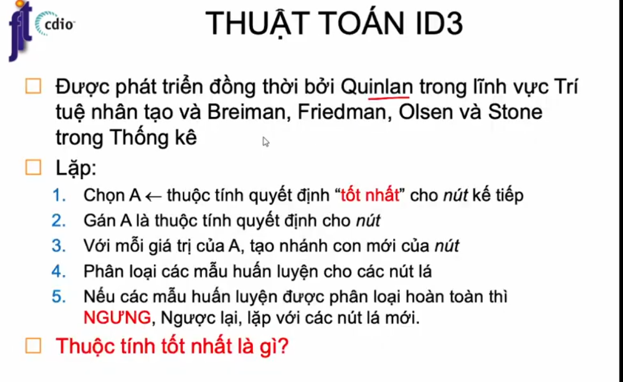 fit cdio
THUẬT TOÁN ID3
Được phát triển đồng thời bởi Quinlan trong lĩnh vực Trí
tuệ nhân tạo và Breiman, Friedman, Olsen và Stone
trong Thống kê
Lặp:
1. Chọn A ← thuộc tính quyết định “tốt nhất” cho nút kế tiếp
2. Gán A là thuộc tính quyết định cho nút
3. Với mỗi giá trị của A, tạo nhánh con mới của nút
4. Phân loại các mẫu huấn luyện cho các nút lá
5. Nếu các mẫu huấn luyện được phân loại hoàn toàn thì
NGƯNG, Ngược lại, lặp với các nút lá mới.
Thuộc tính tốt nhất là gì?